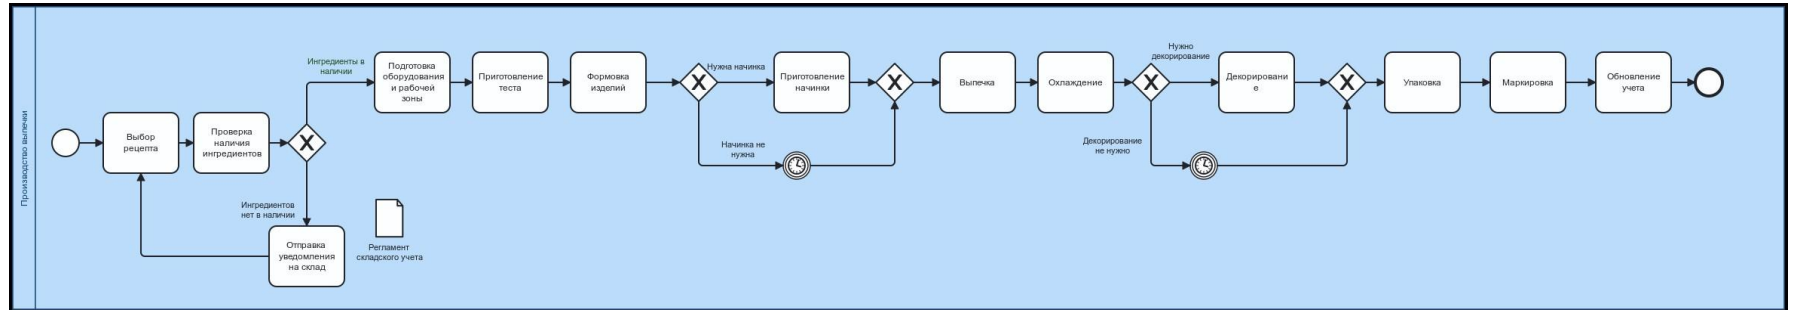 Производство выпечки
Выбор
рецепта
Проверка
наличия
ингредиентов
Ингредиенты в
наличии
Ингредиентов
нет в наличии
Отправка
уведомления
на склад
Регламент
складского учета
Подготовка
оборудования
и рабочей
зоны
Приготовление
теста
Формовка
изделий
Нужна начинка
Начинка не
нужна
Приготовление
начинки
Выпечка
Охлаждение
Нужно
декорирование
Декорирование
не нужно
Декорировани
е
Упаковка
Маркировка
Обновление
учета